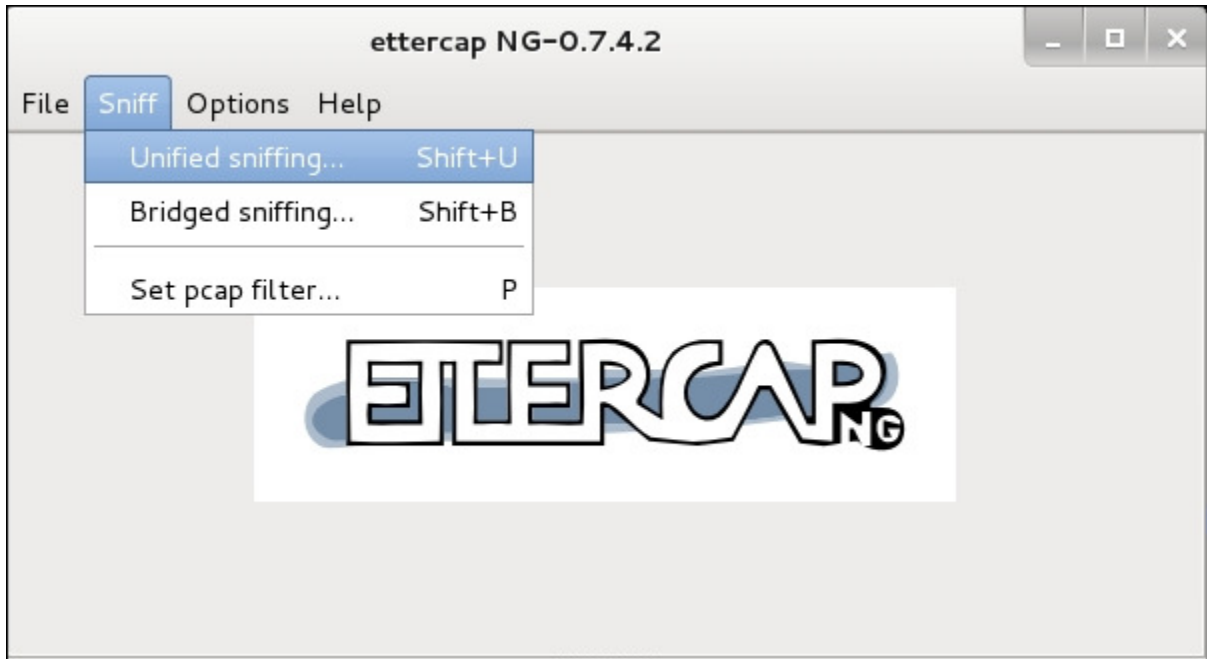 ettercap NG-0.7.4.2
File Sniff Options Help
Unified sniffing... Shift+U
Bridged sniffing... Shift+B
Set pcap filter... P
ETTERCAP NG